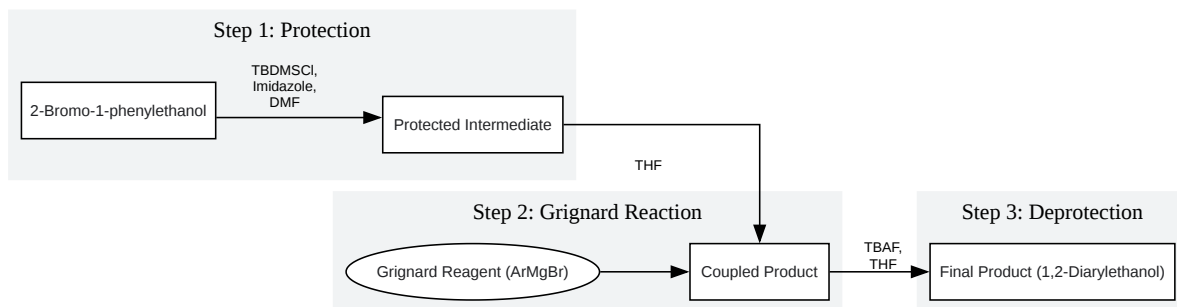 Step 1: Protection
TBDMSCl,
Imidazole,
DMF
2-Bromo-1-phenylethanol
Protected Intermediate
THF
Step 2: Grignard Reaction
Step 3: Deprotection
Grignard Reagent (ArMgBr)
Coupled Product
TBAF,
THF
Final Product (1,2-Diarylethanol)